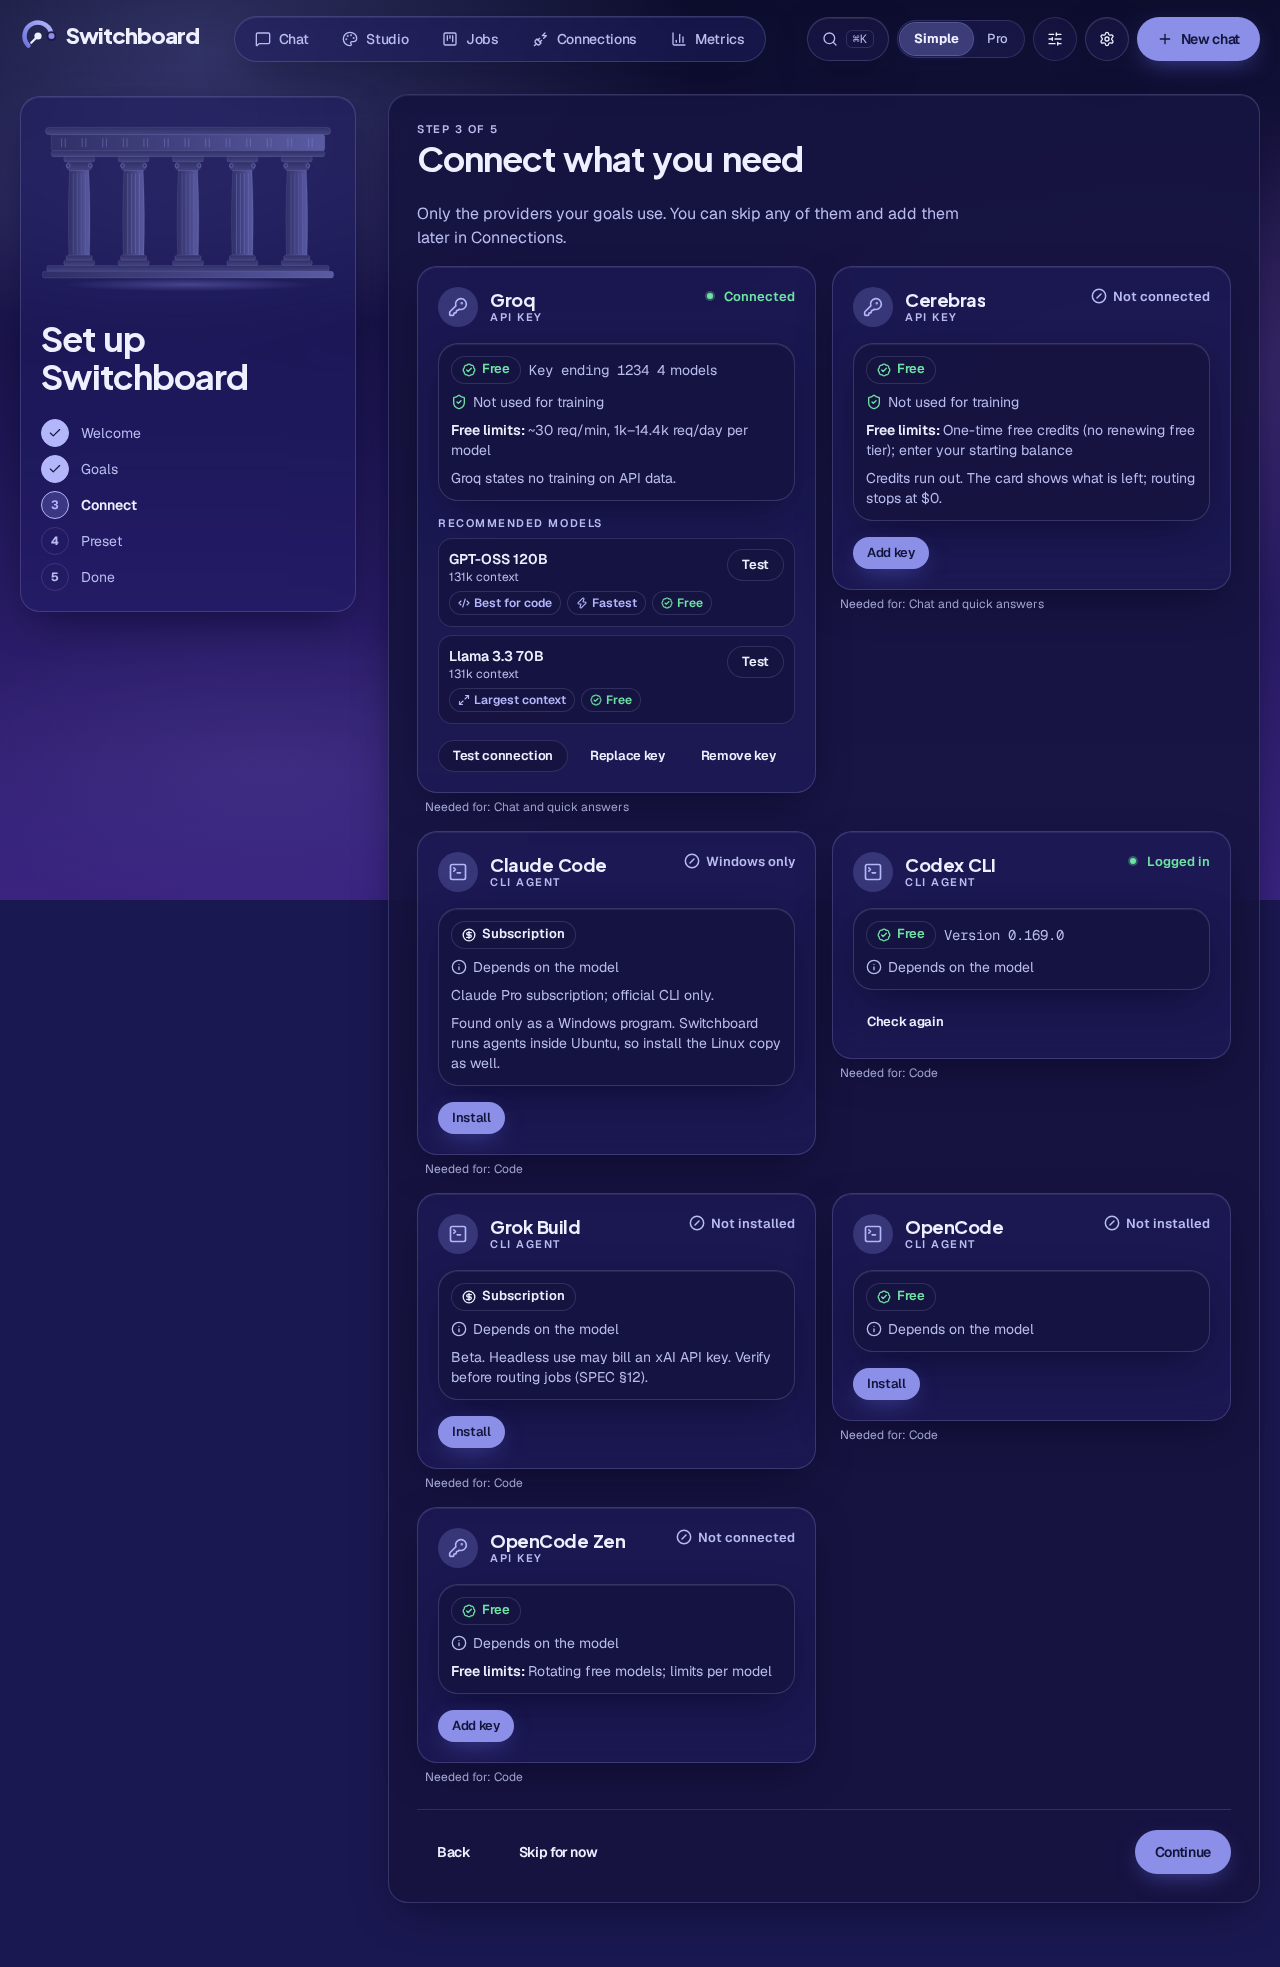 Switchboard
Chat
Studio
Jobs
Connections
Metrics
⌘K
Simple
Pro
New chat
Set up
Switchboard
Welcome
Goals
3 Connect
4 Preset
5 Done
STEP 3 OF 5
Connect what you need
Only the providers your goals use. You can skip any of them and add them
later in Connections.
Groq
API KEY
Connected
Free Key ending 1234 4 models
Not used for training
Free limits: ~30 req/min, 1k–14.4k req/day per
model
Groq states no training on API data.
RECOMMENDED MODELS
GPT-OSS 120B
131k context
Test
Best for code Fastest Free
Llama 3.3 70B
131k context
Test
Largest context Free
Test connection Replace key Remove key
Needed for: Chat and quick answers
Cerebras
API KEY
Not connected
Free
Not used for training
Free limits: One-time free credits (no renewing free
tier); enter your starting balance
Credits run out. The card shows what is left; routing
stops at $0.
Add key
Needed for: Chat and quick answers
Claude Code
CLI AGENT
Windows only
Subscription
Depends on the model
Claude Pro subscription; official CLI only.
Found only as a Windows program. Switchboard
runs agents inside Ubuntu, so install the Linux copy
as well.
Install
Needed for: Code
Codex CLI
CLI AGENT
Logged in
Free Version 0.169.0
Depends on the model
Check again
Needed for: Code
Grok Build
CLI AGENT
Not installed
Subscription
Depends on the model
Beta. Headless use may bill an xAI API key. Verify
before routing jobs (SPEC §12).
Install
Needed for: Code
OpenCode
CLI AGENT
Not installed
Free
Depends on the model
Install
Needed for: Code
OpenCode Zen
API KEY
Not connected
Free
Depends on the model
Free limits: Rotating free models; limits per model
Add key
Needed for: Code
Back
Skip for now
Continue